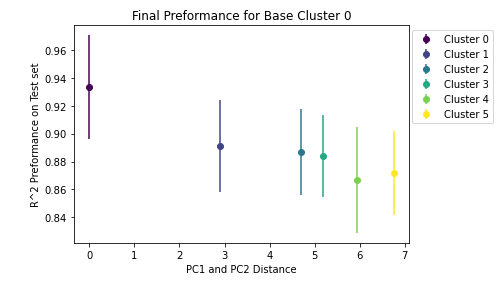 Final Preformance for Base Cluster 0
R^2 Preformance on Test set
0.96
0.94
0.92
0.90
0.88
0.86
0.84
0 1 2 3 4 5 6 7
PC1 and PC2 Distance
Cluster 0
Cluster 1
Cluster 2
Cluster 3
Cluster 4
Cluster 5